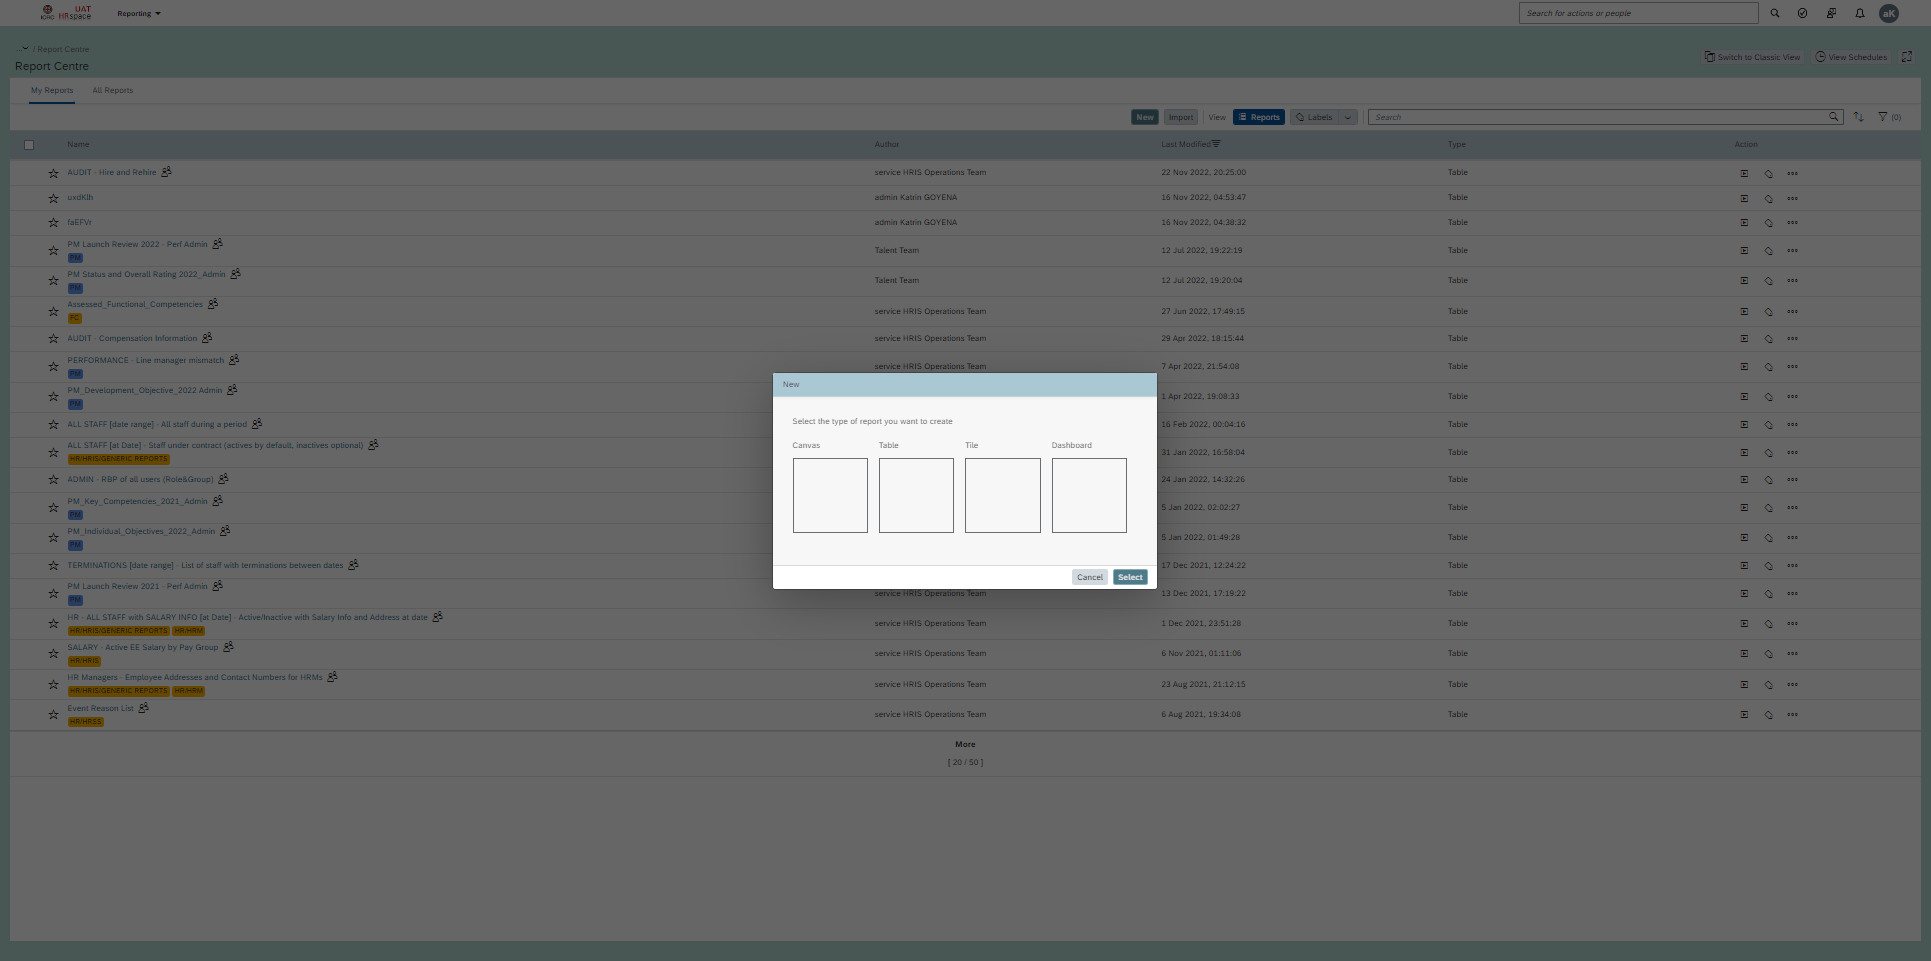 UAT
HRspace
Reporting
Search for actions or people
aK
... / Report Centre
Report Centre
Switch to Classic View
View Schedules
My Reports
All Reports
New
Import
View
Reports
Labels
Search
(0)
Name Author Last Modified Type Action
AUDIT - Hire and Rehire service HRIS Operations Team 22 Nov 2022, 20:25:00 Table
uxdKlh admin Katrin GOYENA 16 Nov 2022, 04:53:47 Table
admin Katrin GOYENA 16 Nov 2022, 04:38:32 Table
PM Launch Review 2022 - Perf Admin Talent Team 12 Jul 2022, 19:22:19 Table
PM
PM Status and Overall Rating 2022_Admin Talent Team 12 Jul 2022, 19:20:04 Table
PM
Assessed_Functional_Competencies service HRIS Operations Team 27 Jun 2022, 17:49:15 Table
FC
AUDIT - Compensation Information service HRIS Operations Team 29 Apr 2022, 18:15:44 Table
PERFORMANCE - Line manager mismatch service HRIS Operations Team 7 Apr 2022, 21:54:08 Table
PM
PM_Development_Objective_2022 Admin 1 Apr 2022, 19:08:33 Table
PM
ALL STAFF [date range] - All staff during a period 16 Feb 2022, 00:04:16 Table
ALL STAFF [at Date] - Staff under contract (actives by default, inactives optional) 31 Jan 2022, 16:58:04 Table
HR/HRIS/GENERIC REPORTS
ADMIN - RBP of all users (Role&Group) 24 Jan 2022, 14:32:26 Table
PM_Key_Competencies_2021_Admin 5 Jan 2022, 02:02:27 Table
PM
PM_Individual_Objectives_2022_Admin 5 Jan 2022, 01:49:28 Table
PM
TERMINATIONS [date range] - List of staff with terminations between dates 17 Dec 2021, 12:24:22 Table
PM Launch Review 2021 - Perf Admin service HRIS Operations Team 13 Dec 2021, 17:19:22 Table
PM
HR - ALL STAFF with SALARY INFO [at Date] - Active/Inactive with Salary Info and Address at date service HRIS Operations Team 1 Dec 2021, 23:51:28 Table
HR/HRIS/GENERIC REPORTS HR/HRM
SALARY - Active EE Salary by Pay Group service HRIS Operations Team 6 Nov 2021, 01:11:06 Table
HR/HRIS
HR Managers - Employee Addresses and Contact Numbers for HRMs service HRIS Operations Team 23 Aug 2021, 21:12:15 Table
HR/HRIS/GENERIC REPORTS HR/HRM
Event Reason List service HRIS Operations Team 6 Aug 2021, 19:34:08 Table
HR/HRSS
More
[ 20 / 50 ]
New
Select the type of report you want to create
Canvas Table Tile Dashboard
Cancel Select